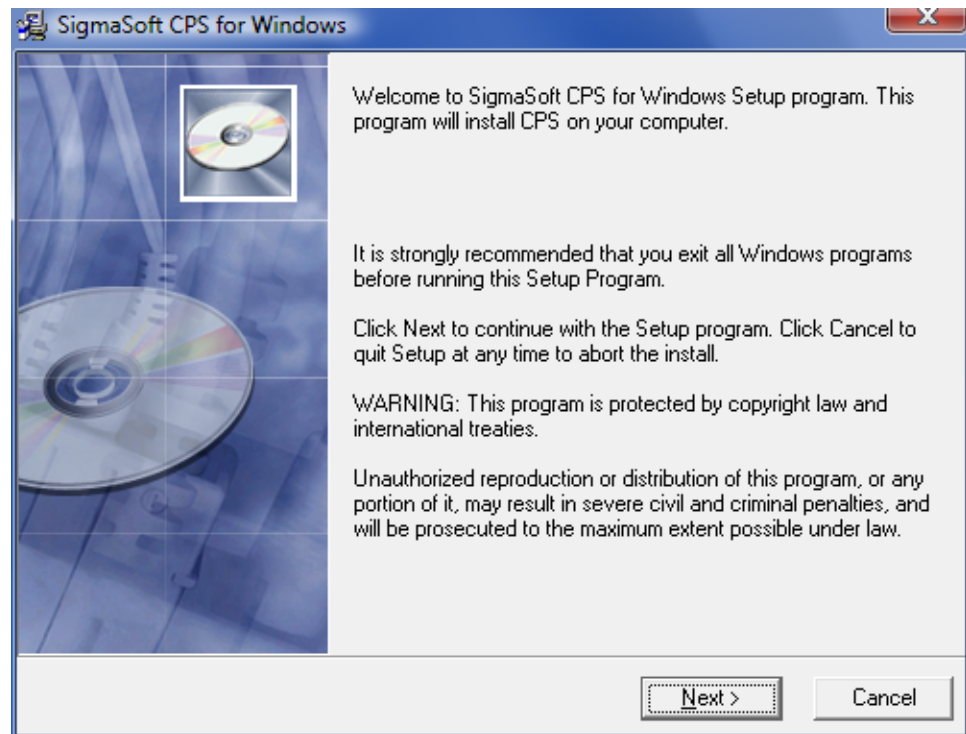 SigmaSoft CPS for Windows
Welcome to SigmaSoft CPS for Windows Setup program. This
program will install CPS on your computer.
It is strongly recommended that you exit all Windows programs
before running this Setup Program.
Click Next to continue with the Setup program. Click Cancel to
quit Setup at any time to abort the install.
WARNING: This program is protected by copyright law and
international treaties.
Unauthorized reproduction or distribution of this program, or any
portion of it, may result in severe civil and criminal penalties, and
will be prosecuted to the maximum extent possible under law.
Next >
Cancel